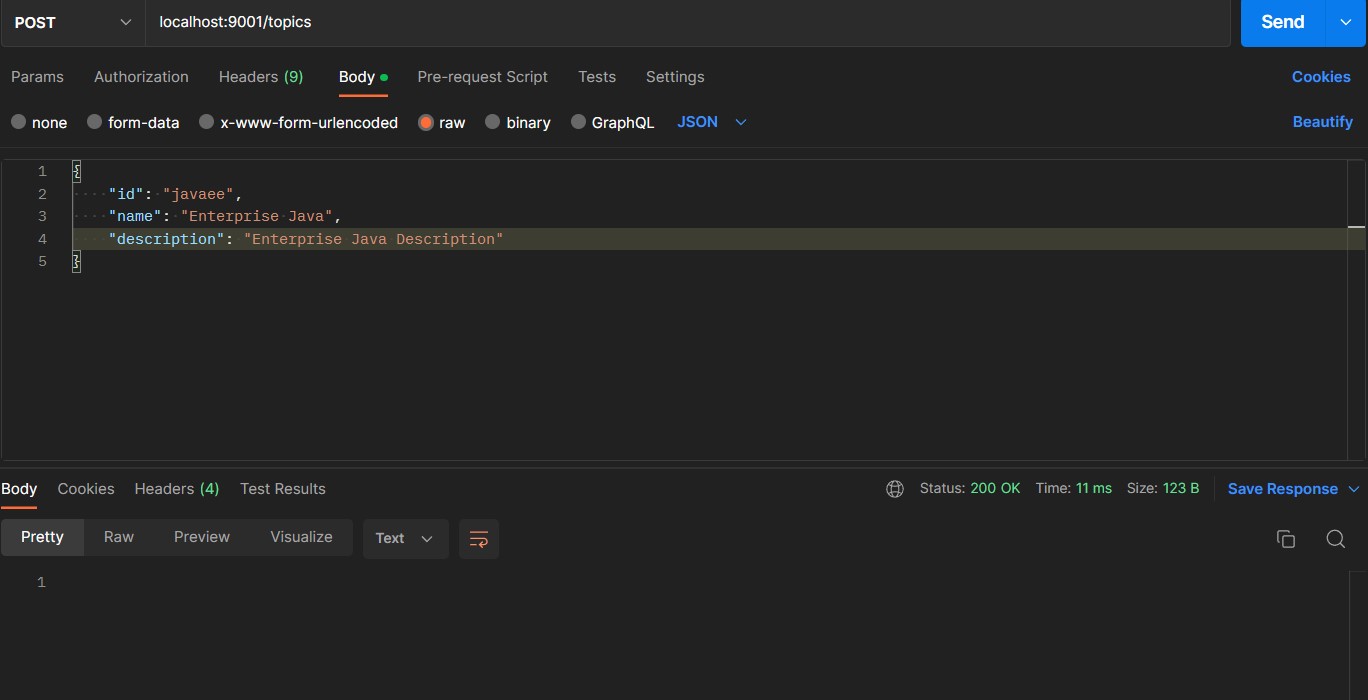 POST localhost:9001/topics Send
Params Authorization Headers (9) Body Pre-request Script Tests Settings Cookies
none form-data x-www-form-urlencoded raw binary GraphQL JSON Beautify
1 {
2 "id": "javaee",
3 "name": "Enterprise Java",
4 "description": "Enterprise Java Description"
5 }
Body Cookies Headers (4) Test Results Status: 200 OK Time: 11 ms Size: 123 B Save Response
Pretty Raw Preview Visualize Text
1